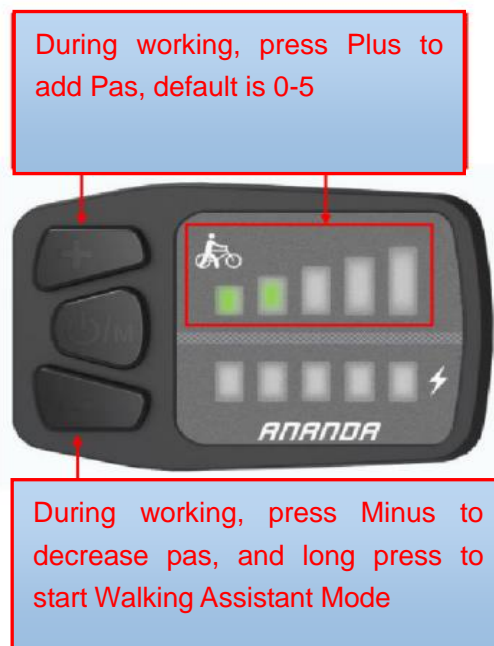 During working, press Plus to
add Pas, default is 0-5
+
/M
ANANDA
During working, press Minus to
decrease pas, and long press to
start Walking Assistant Mode